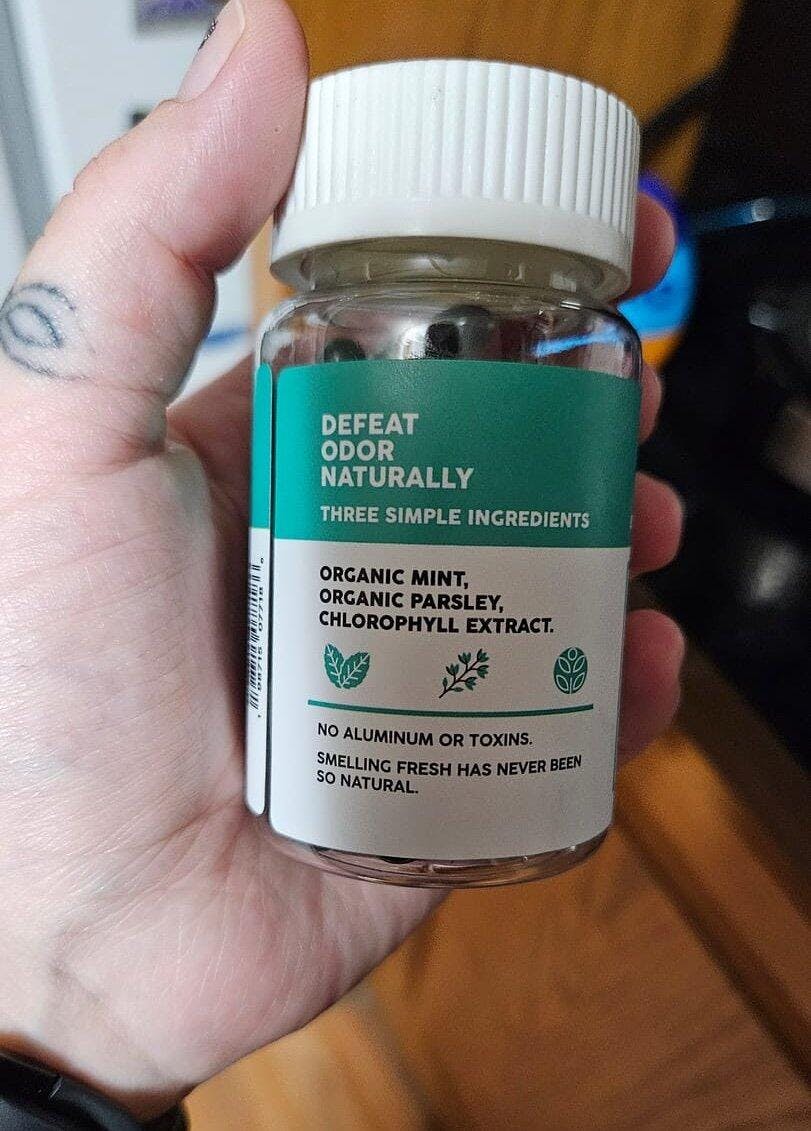 DEFEAT
ODOR
NATURALLY
THREE SIMPLE INGREDIENTS
ORGANIC MINT,
ORGANIC PARSLEY,
CHLOROPHYLL EXTRACT.
NO ALUMINUM OR TOXINS.
SMELLING FRESH HAS NEVER BEEN
SO NATURAL.